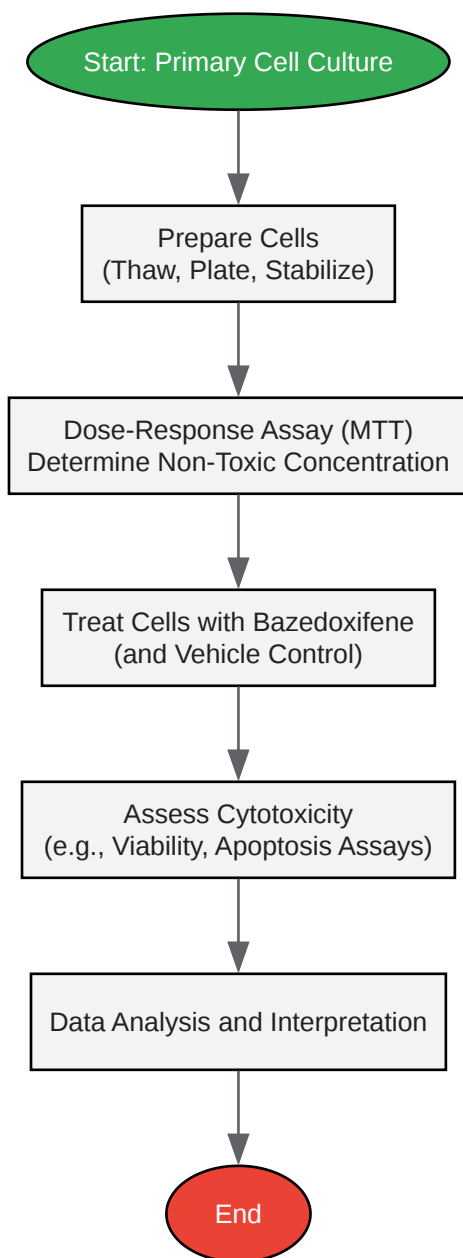 Start: Primary Cell Culture
Prepare Cells
(Thaw, Plate, Stabilize)
Dose-Response Assay (MTT)
Determine Non-Toxic Concentration
Treat Cells with Bazedoxifene
(and Vehicle Control)
Assess Cytotoxicity
(e.g., Viability, Apoptosis Assays)
Data Analysis and Interpretation
End